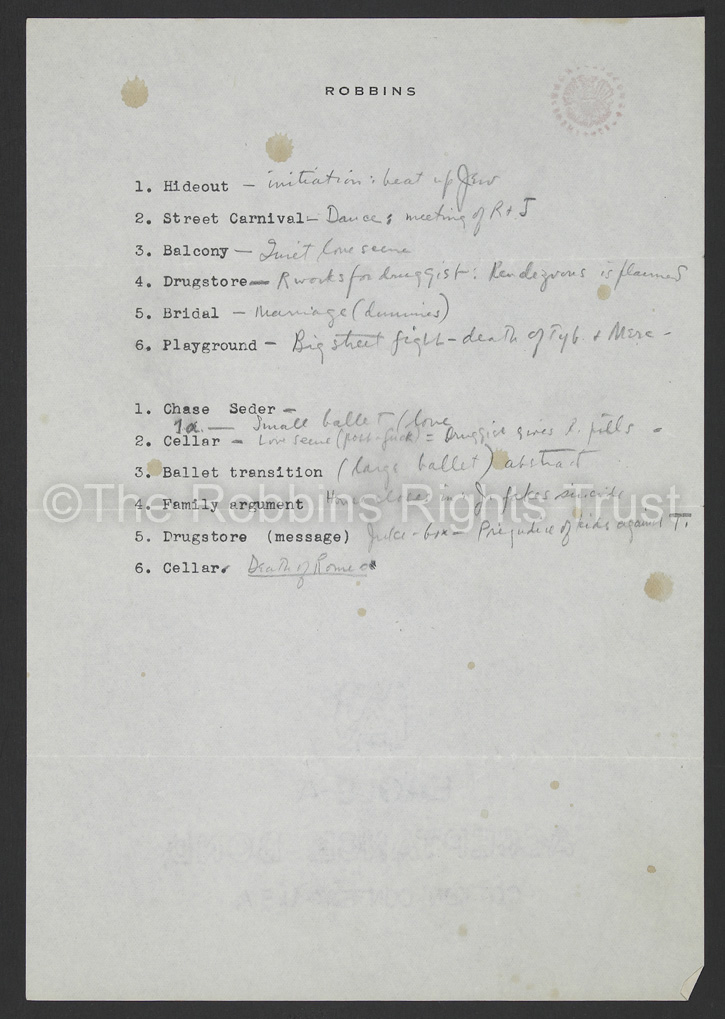 ROBBINS
1. Hideout — initiation: beat up Jew
2. Street Carnival — Dance; meeting of R + J
3. Balcony — Quiet love scene
4. Drugstore — R works for druggist: Rendezvous is planned
5. Bridal — Marriage (dummies)
6. Playground — Big street fight — death of Tyb. + Merc —
1. Chase Seder —
1a. — Small ballet / love
2. Cellar — Love scene = Druggist gives J. pills —
3. Ballet transition (large ballet) abstract
©The Robbins Rights Trust
4. Family argument J fakes suicide
5. Drugstore (message) Juke-box — Prejudice of kids against T.
6. Cellar. Death of Romeo